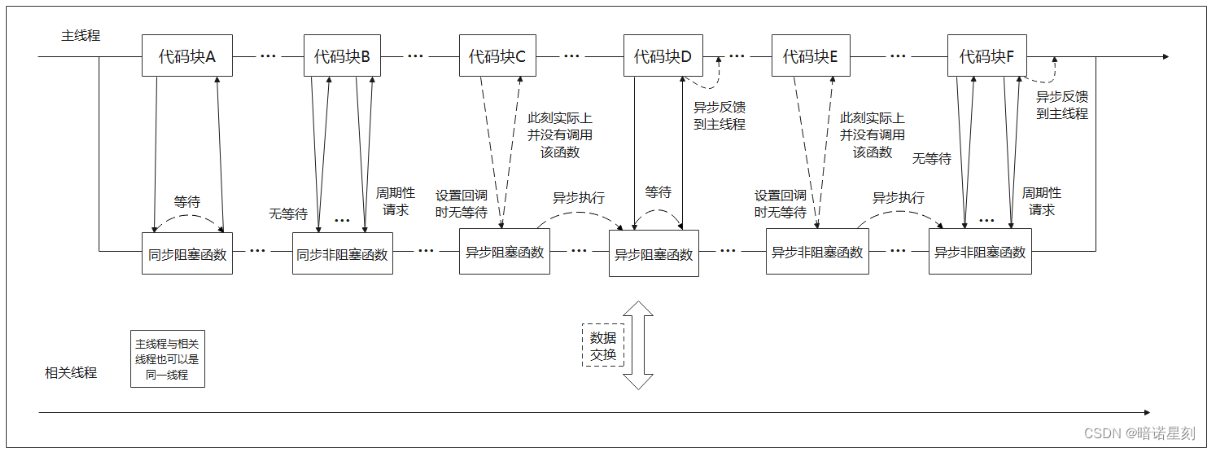 主线程
代码块A
...
代码块B
...
代码块C
...
代码块D
...
代码块E
...
代码块F
异步反馈
到主线程
异步反馈
到主线程
此刻实际上
并没有调用
该函数
此刻实际上
并没有调用
该函数
等待
无等待
...
周期性
请求
设置回调
时无等待
异步执行
等待
设置回调
时无等待
异步执行
无等待
...
周期性
请求
同步阻塞函数
...
同步非阻塞函数
...
异步阻塞函数
...
异步阻塞函数
...
异步非阻塞函数
...
异步非阻塞函数
数据
交换
主线程与相关
线程也可以是
同一线程
相关线程
CSDN @暗诺星刻